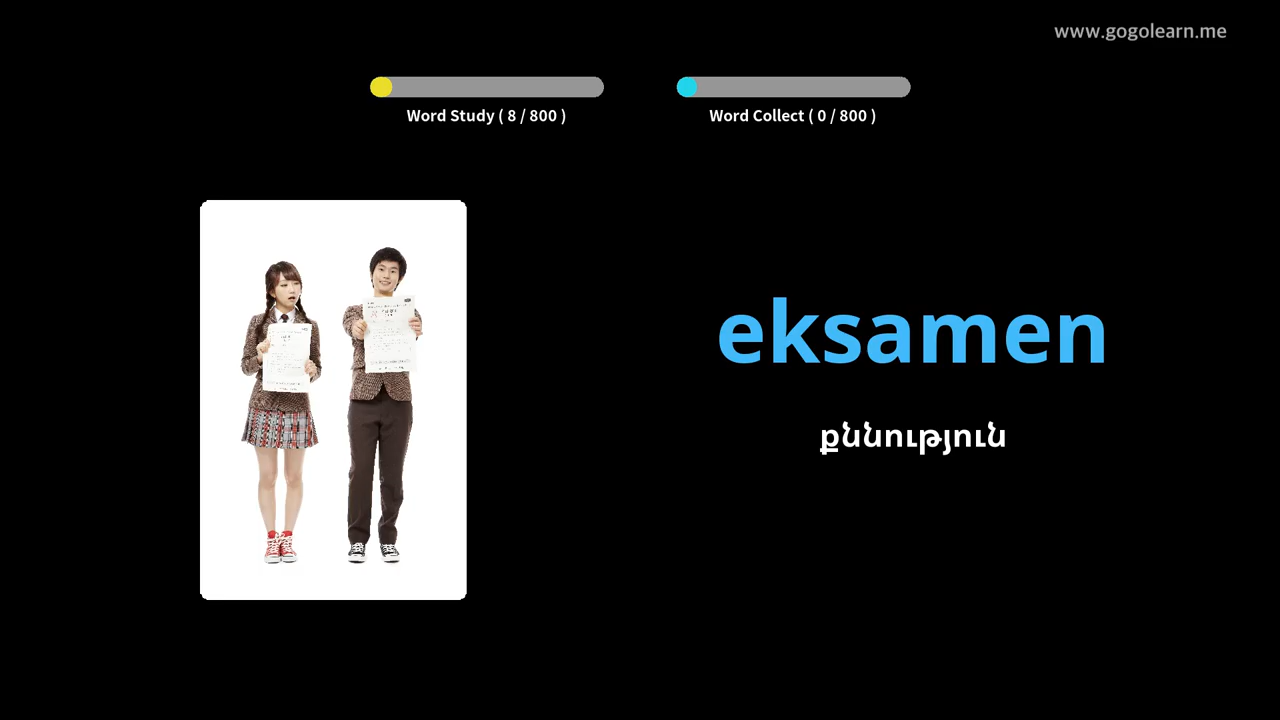 www.gogolearn.me
Word Study ( 8 / 800 )
Word Collect ( 0 / 800 )
eksamen
քննություն